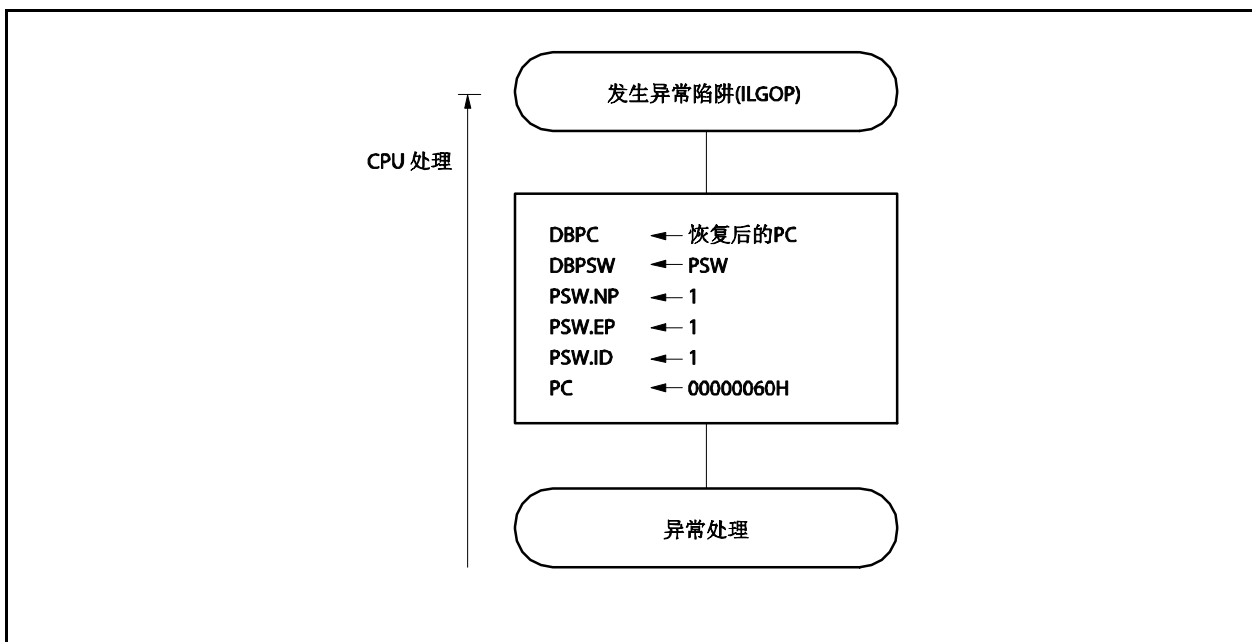 发生异常陷阱(ILGOP)
CPU 处理
DBPC ← 恢复后的PC
DBPSW ← PSW
PSW.NP ← 1
PSW.EP ← 1
PSW.ID ← 1
PC ← 00000060H
异常处理